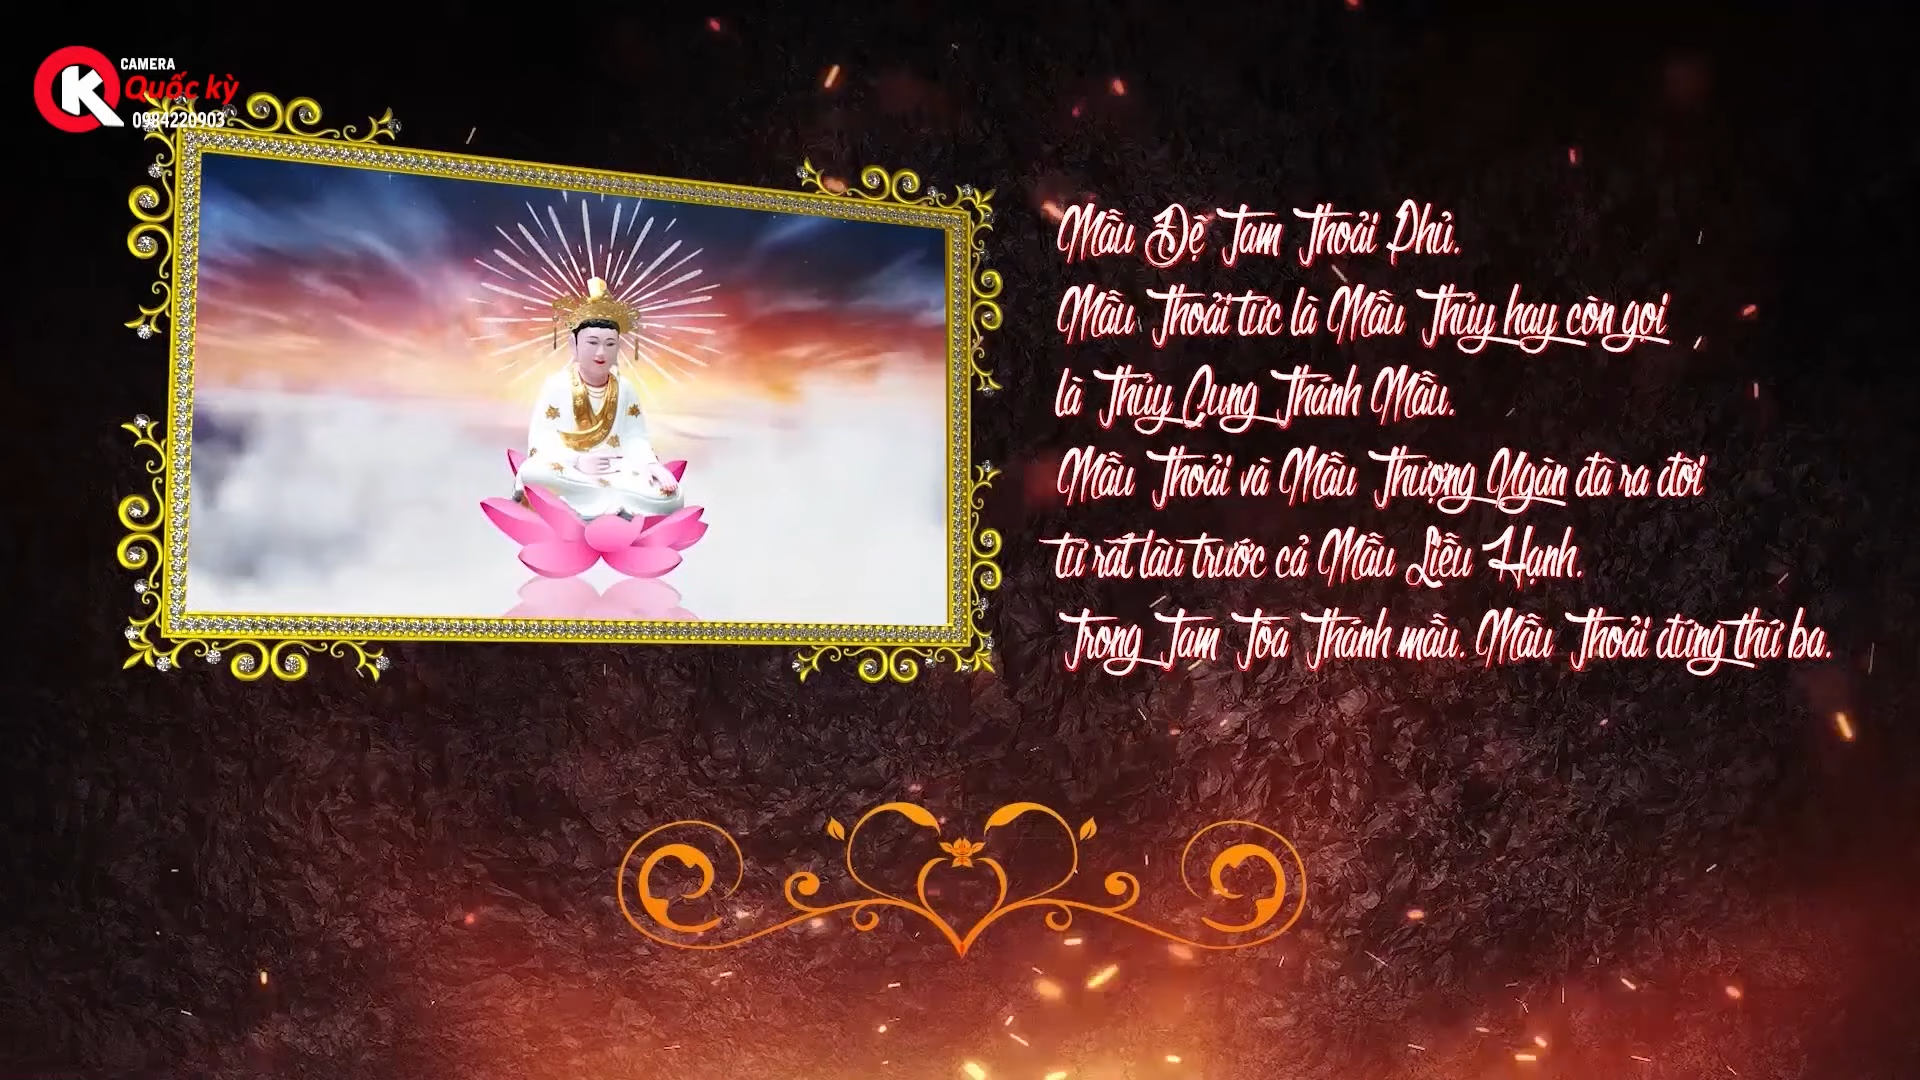 CAMERA
Quốc kỳ
0984220903
Mẫu Đệ Tam Thoải Phủ.
Mẫu Thoải tức là Mẫu Thủy hay còn gọi
là Thủy Cung Thánh Mẫu.
Mẫu Thoải và Mẫu Thượng Ngàn đã ra đời
từ rất lâu trước cả Mẫu Liễu Hạnh.
Trong Tam Tòa Thánh mẫu. Mẫu Thoải đứng thứ ba.